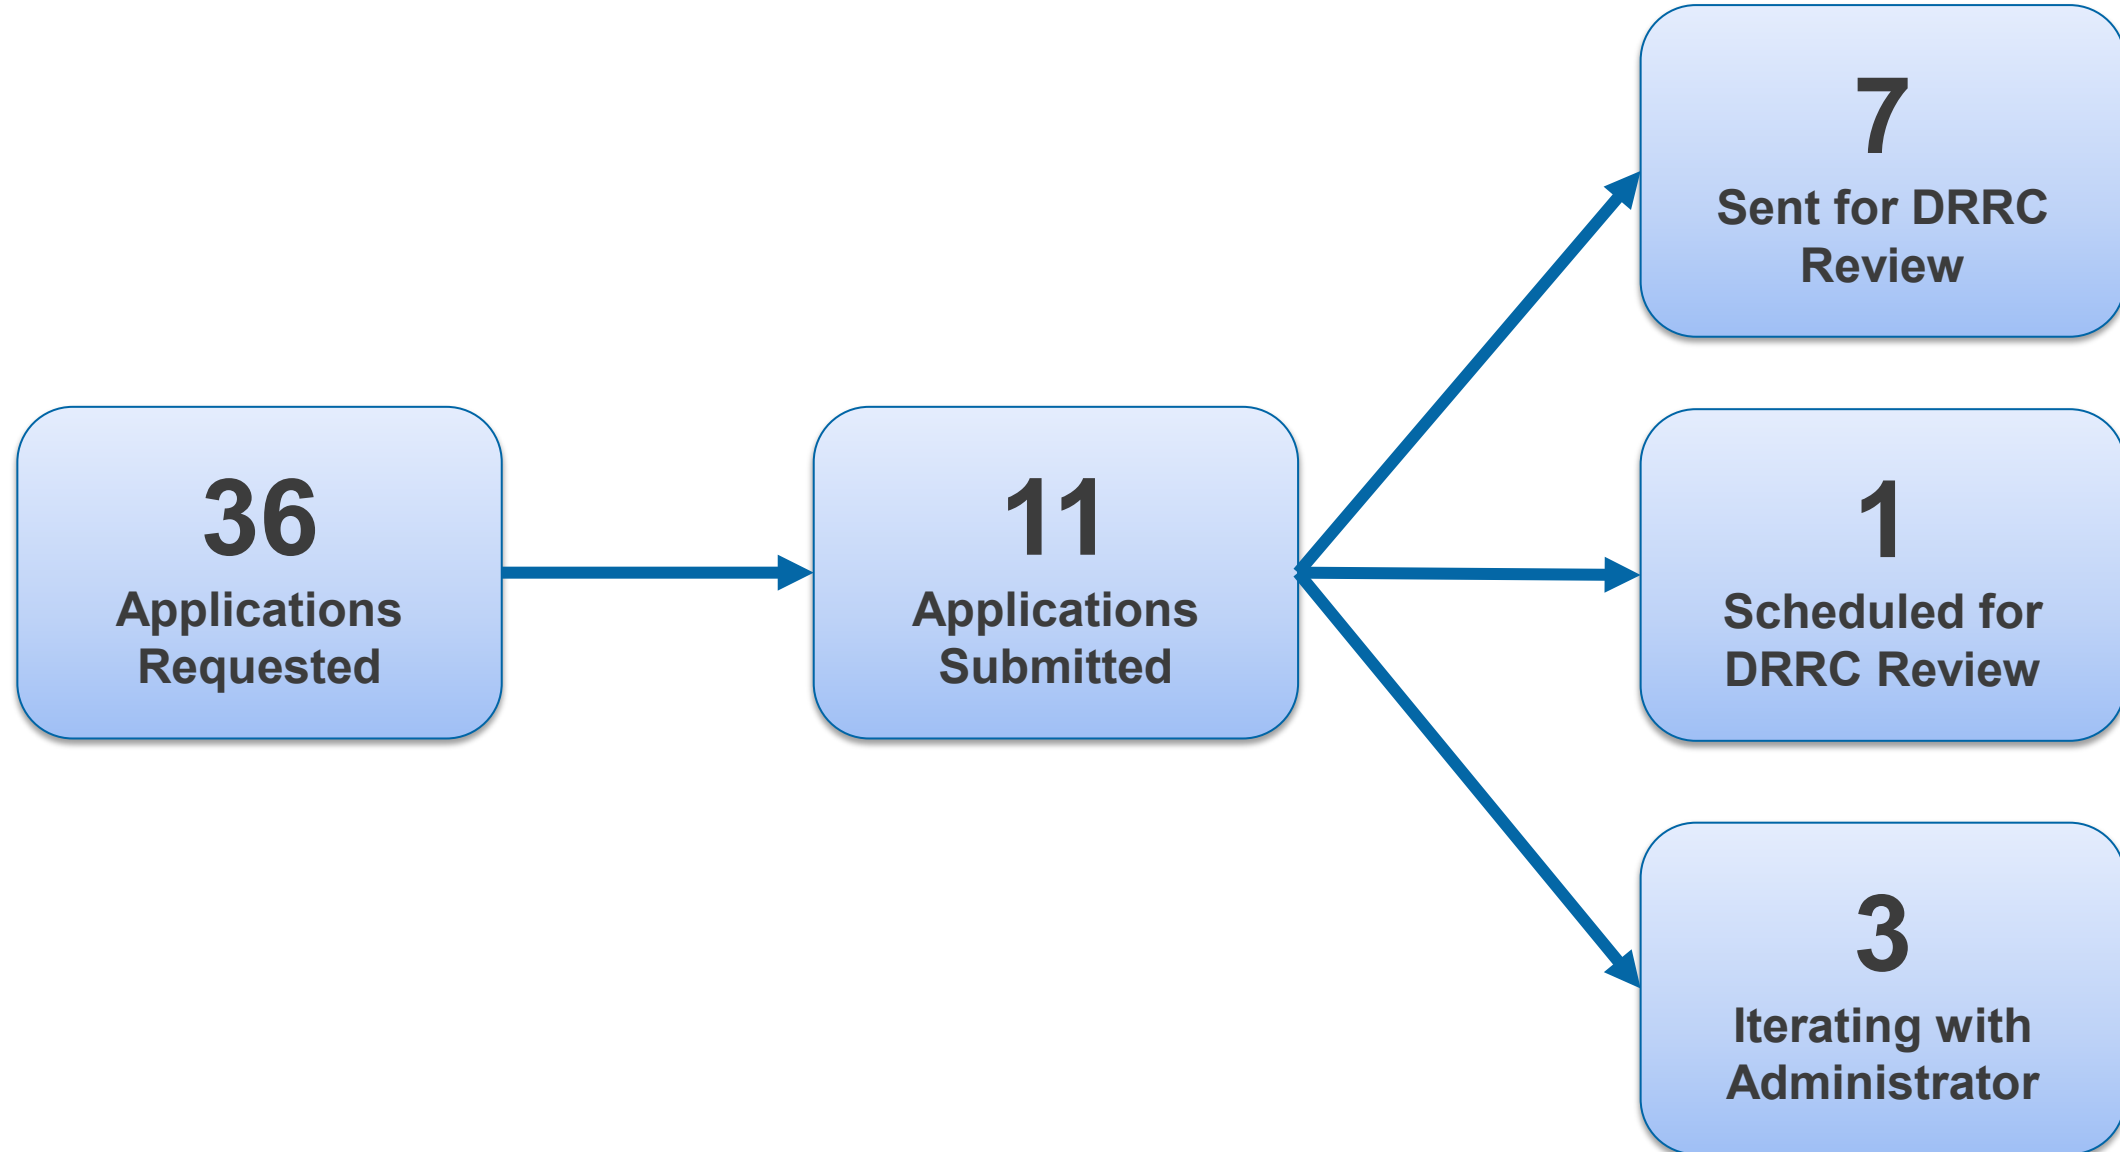 36
Applications
Requested
11
Applications
Submitted
7
Sent for DRRC
Review
1
Scheduled for
DRRC Review
3
Iterating with
Administrator